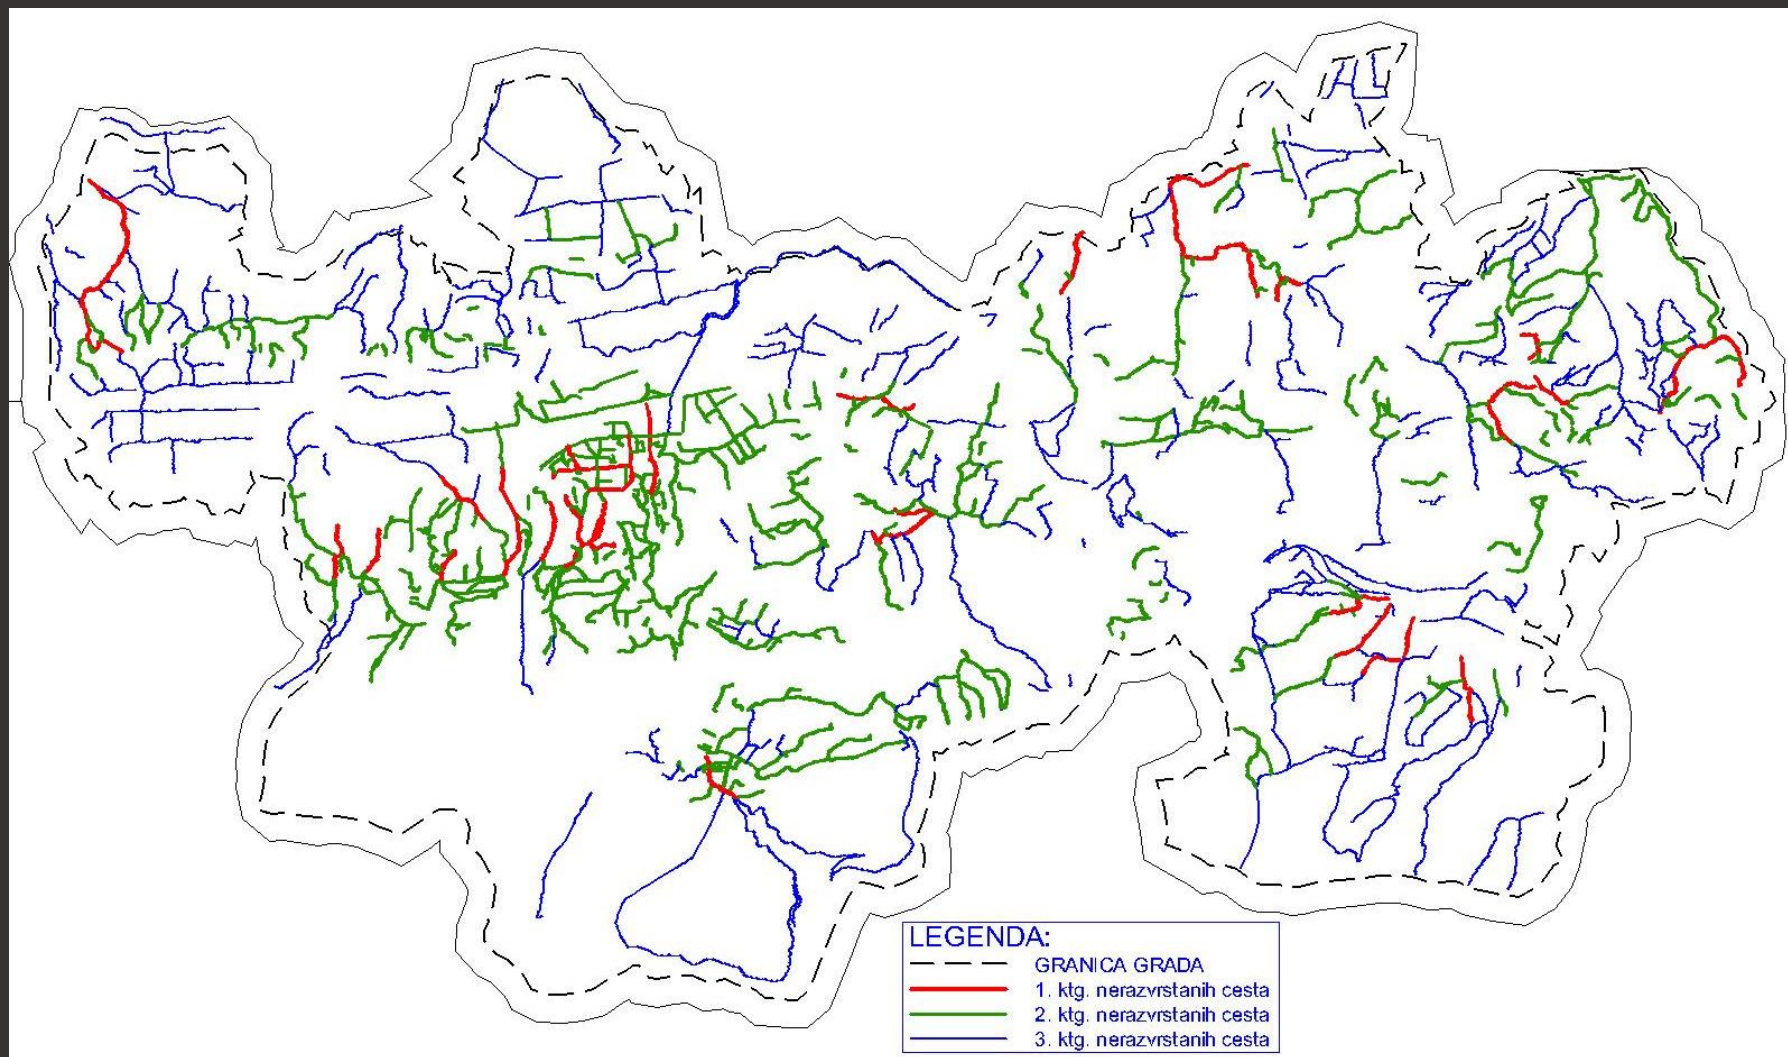 LEGENDA:
GRANICA GRADA
1. ktg. nerazvrstanih cesta
2. ktg. nerazvrstanih cesta
3. ktg. nerazvrstanih cesta